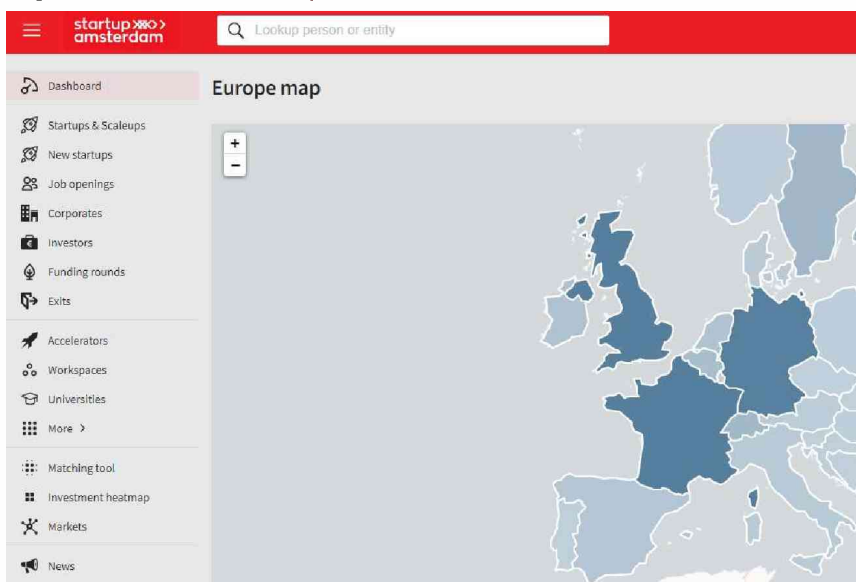 startup
amsterdam
Lookup person or entity
Dashboard
Europe map
Startups & Scaleups
New startups
Job openings
Corporates
Investors
Funding rounds
Exits
Accelerators
Workspaces
Universities
More >
Matching tool
Investment heatmap
Markets
News
+
−